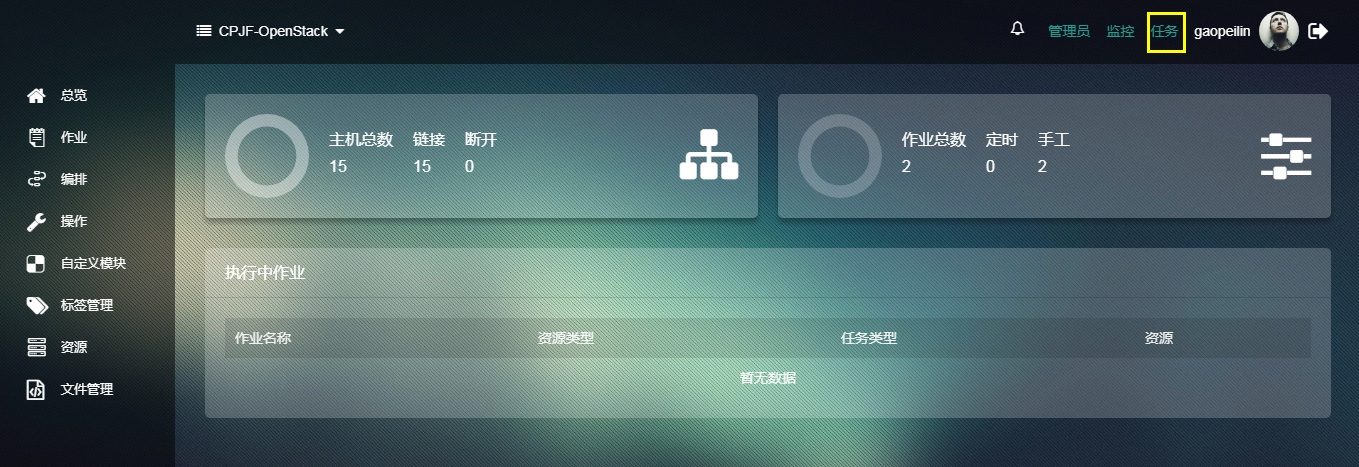 CPJF-OpenStack 管理员 监控 任务 gaopeilin
总览
作业
编排
操作
自定义模块
标签管理
资源
文件管理
主机总数 链接 断开
15 15 0
作业总数 定时 手工
2 0 2
执行中作业
作业名称 资源类型 任务类型 资源
暂无数据